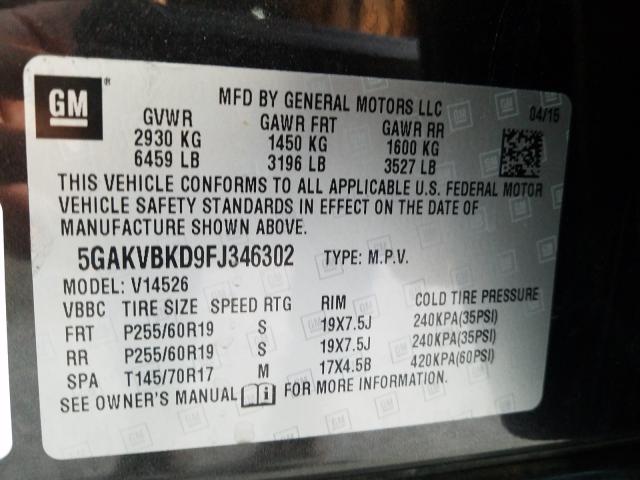 GM
MFD BY GENERAL MOTORS LLC
04/15
GVWR GAWR FRT GAWR RR
2930 KG 1450 KG 1600 KG
6459 LB 3196 LB 3527 LB
THIS VEHICLE CONFORMS TO ALL APPLICABLE U.S. FEDERAL MOTOR
VEHICLE SAFETY STANDARDS IN EFFECT ON THE DATE OF
MANUFACTURE SHOWN ABOVE.
5GAKVBKD9FJ346302 TYPE: M.P.V.
MODEL: V14526
VBBC TIRE SIZE SPEED RTG RIM COLD TIRE PRESSURE
FRT P255/60R19 S 19X7.5J 240KPA(35PSI)
RR P255/60R19 S 19X7.5J 240KPA(35PSI)
SPA T145/70R17 M 17X4.5B 420KPA(60PSI)
SEE OWNER'S MANUAL i FOR MORE INFORMATION.